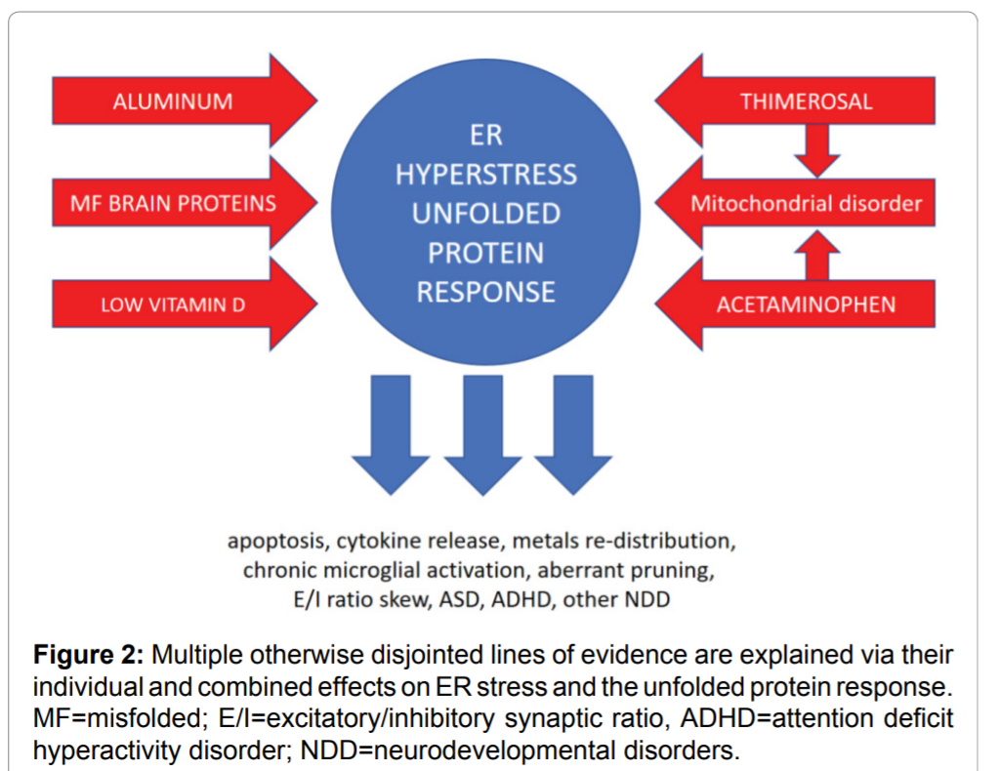 ALUMINUM
MF BRAIN PROTEINS
LOW VITAMIN D
ER
HYPERSTRESS
UNFOLDED
PROTEIN
RESPONSE
THIMEROSAL
Mitochondrial disorder
ACETAMINOPHEN
apoptosis, cytokine release, metals re-distribution,
chronic microglial activation, aberrant pruning,
E/I ratio skew, ASD, ADHD, other NDD
Figure 2: Multiple otherwise disjointed lines of evidence are explained via their
individual and combined effects on ER stress and the unfolded protein response.
MF=misfolded; E/I=excitatory/inhibitory synaptic ratio, ADHD=attention deficit
hyperactivity disorder; NDD=neurodevelopmental disorders.